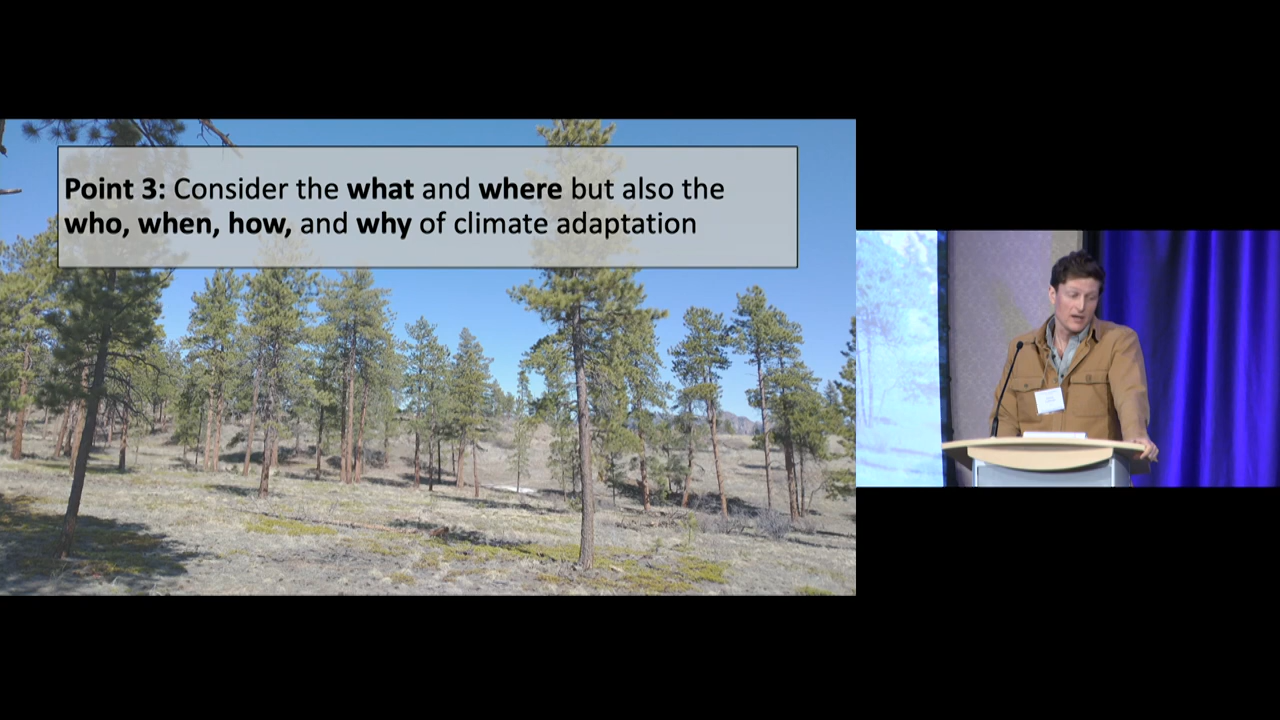 Point 3: Consider the what and where but also the
who, when, how, and why of climate adaptation